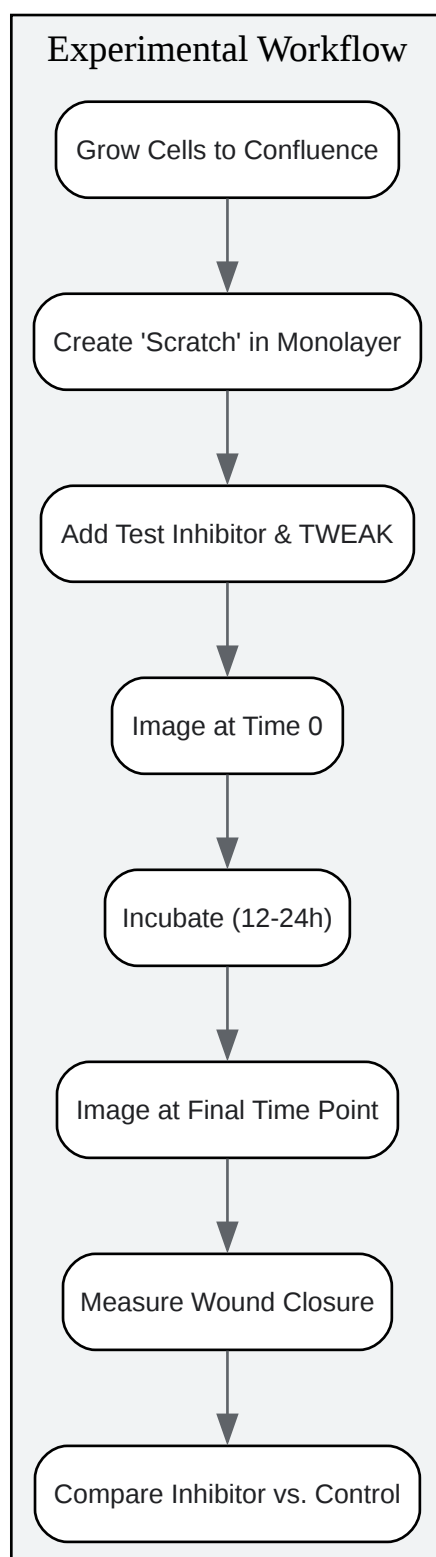 Experimental Workflow
Grow Cells to Confluence
Create 'Scratch' in Monolayer
Add Test Inhibitor & TWEAK
Image at Time 0
Incubate (12-24h)
Image at Final Time Point
Measure Wound Closure
Compare Inhibitor vs. Control